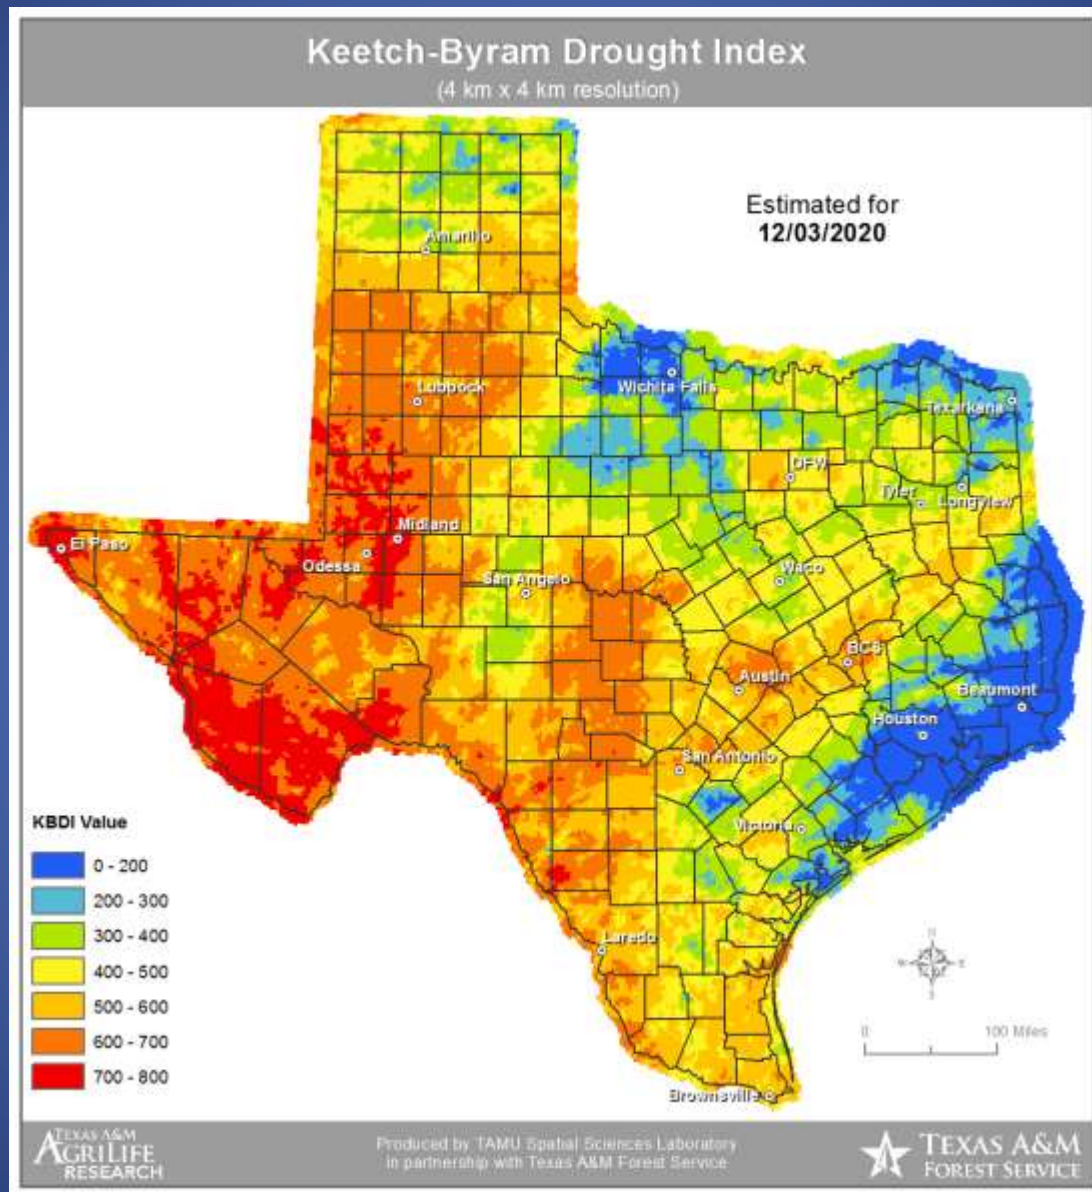 Keetch-Byram Drought Index
(4 km x 4 km resolution)
Estimated for
12/03/2020
Amarillo
Lubbock
Wichita Falls
Texarkana
DFW
Tyler
Longview
Midland
El Paso
Odessa
San Angelo
Waco
BCS
Austin
Beaumont
Houston
San Antonio
Victoria
Laredo
Brownsville
KBDI Value
0 - 200
200 - 300
300 - 400
400 - 500
500 - 600
600 - 700
700 - 800
N
W E
S
0 100 Miles
TEXAS A&M
AGRILIFE
RESEARCH
Produced by TAMU Spatial Sciences Laboratory
in partnership with Texas A&M Forest Service
TEXAS A&M
FOREST SERVICE